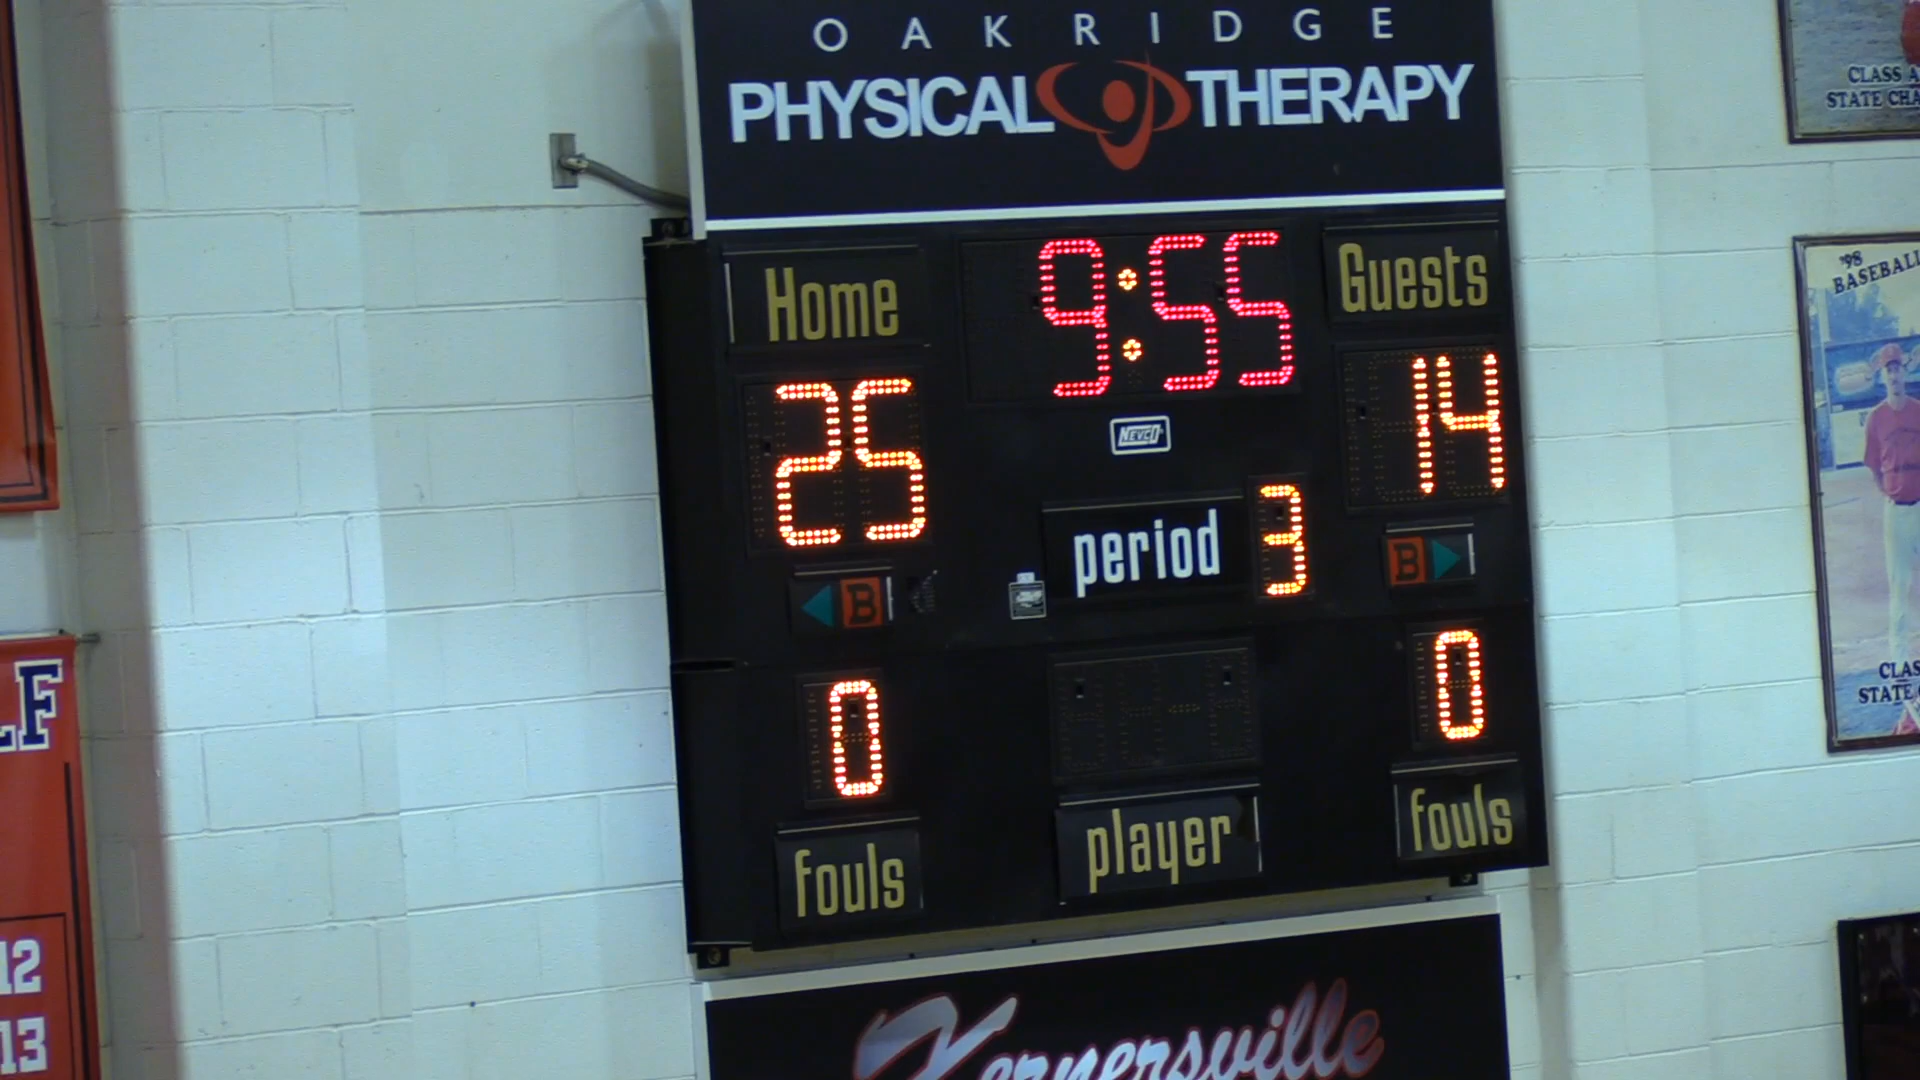 OAKRIDGE
PHYSICAL THERAPY
Home
9:55
Guests
25
14
NEVCO
period 3
B
B
0
0
fouls
player
fouls
Kernersville
LF
12
13
CLASS A
STATE CHA
'98
BASEBALL
CLAS
STATE